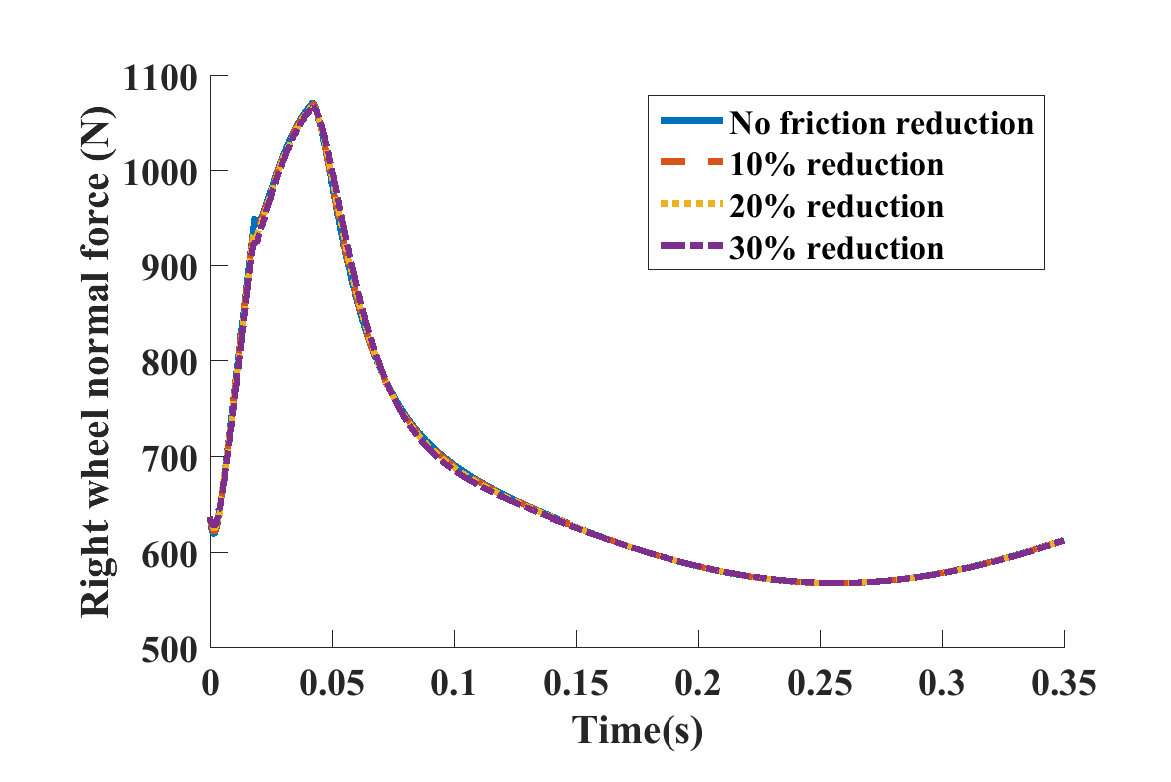 Right wheel normal force (N)
1100
1000
900
800
700
600
500
No friction reduction
10% reduction
20% reduction
30% reduction
0 0.05 0.1 0.15 0.2 0.25 0.3 0.35
Time(s)